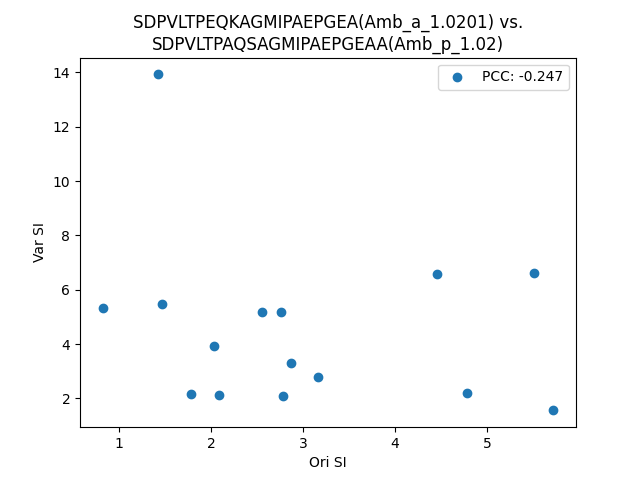 SDPVLTPEQKAGMIPAEPGEA(Amb_a_1.0201) vs.
SDPVLTPAQSAGMIPAEPGEAA(Amb_p_1.02)
PCC: -0.247
Var SI
14
12
10
8
6
4
2
1 2 3 4 5
Ori SI